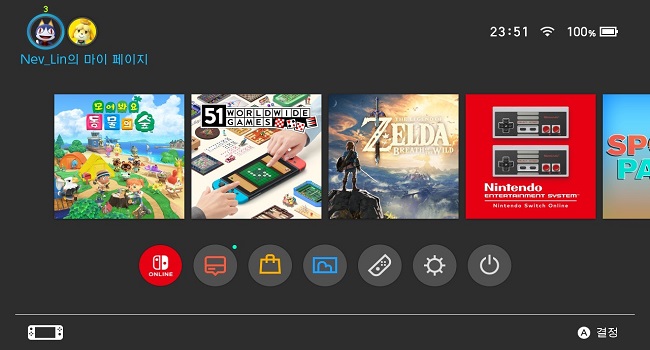 3
23:51
100%
Nev_Lin의 마이 페이지
모여봐요
동물의 숲
51 WORLDWIDE
GAMES
THE LEGEND OF
ZELDA
BREATH OF THE WILD
Nintendo
ENTERTAINMENT SYSTEM
Nintendo Switch Online
SPO
PA
ONLINE
A 결정